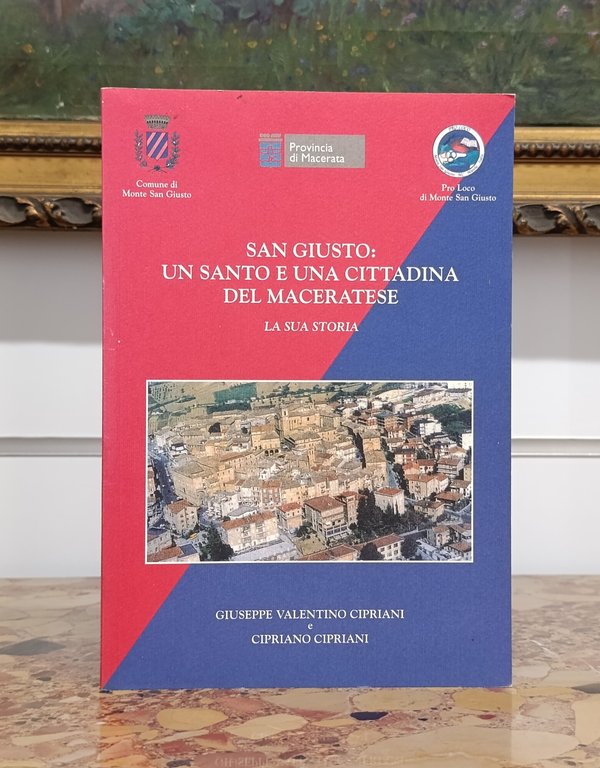 Comune di
Monte San Giusto
Provincia
di Macerata
Pro Loco
di Monte San Giusto
SAN GIUSTO:
UN SANTO E UNA CITTADINA
DEL MACERATESE
LA SUA STORIA
GIUSEPPE VALENTINO CIPRIANI
e
CIPRIANO CIPRIANI